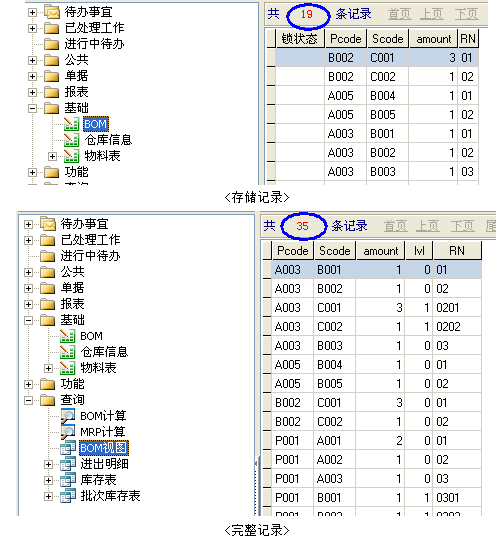 待办事宜
已处理工作
进行中待办
公共
单据
报表
基础
BOM
仓库信息
物料表
功能
共 19 条记录 首页 上页 下页
锁状态 Pcode Scode amount RN
B002 C001 3 01
B002 C002 1 02
A005 B004 1 01
A005 B005 1 02
A003 B001 1 01
A003 B002 1 02
A003 B003 1 03
<存储记录>
待办事宜
已处理工作
进行中待办
公共
单据
报表
基础
BOM
仓库信息
物料表
功能
查询
BOM计算
MRP计算
BOM视图
进出明细
库存表
批次库存表
共 35 条记录 首页 上页 下页 尾
Pcode Scode amount lvl RN
A003 B001 1 0 01
A003 B002 1 0 02
A003 C001 3 1 0201
A003 C002 1 1 0202
A003 B003 1 0 03
A005 B004 1 0 01
A005 B005 1 0 02
B002 C001 3 0 01
B002 C002 1 0 02
P001 A001 2 0 01
P001 A002 1 0 02
P001 A003 1 0 03
P001 B001 1 1 0301
<完整记录>